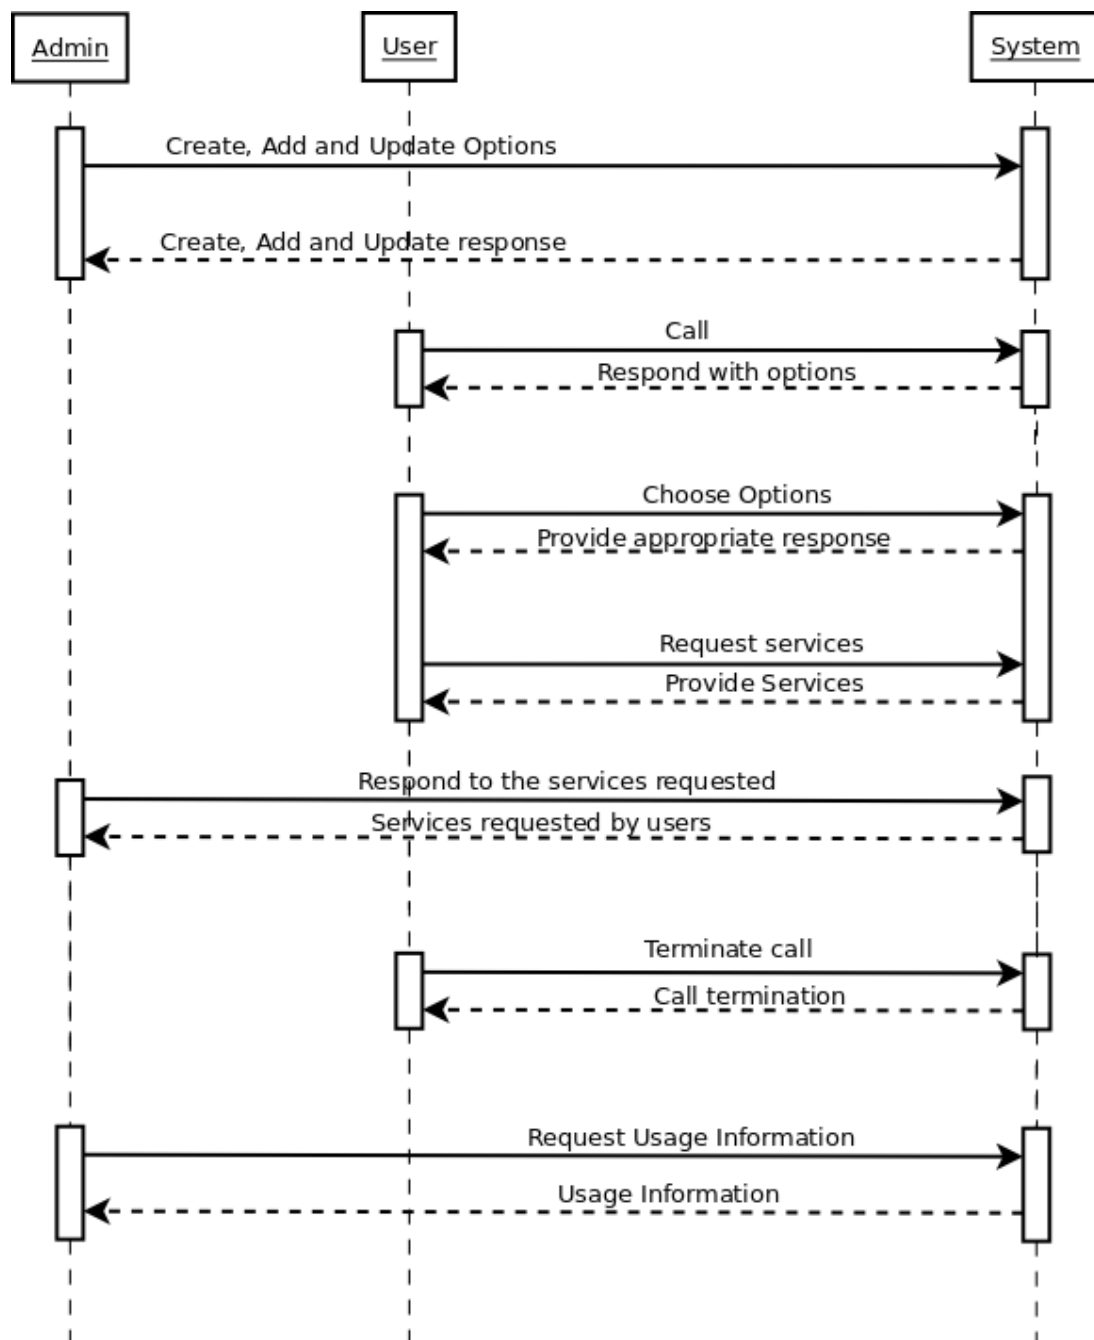 Admin
User
System
Create, Add and Update Options
Create, Add and Update response
Call
Respond with options
Choose Options
Provide appropriate response
Request services
Provide Services
Respond to the services requested
Services requested by users
Terminate call
Call termination
Request Usage Information
Usage Information